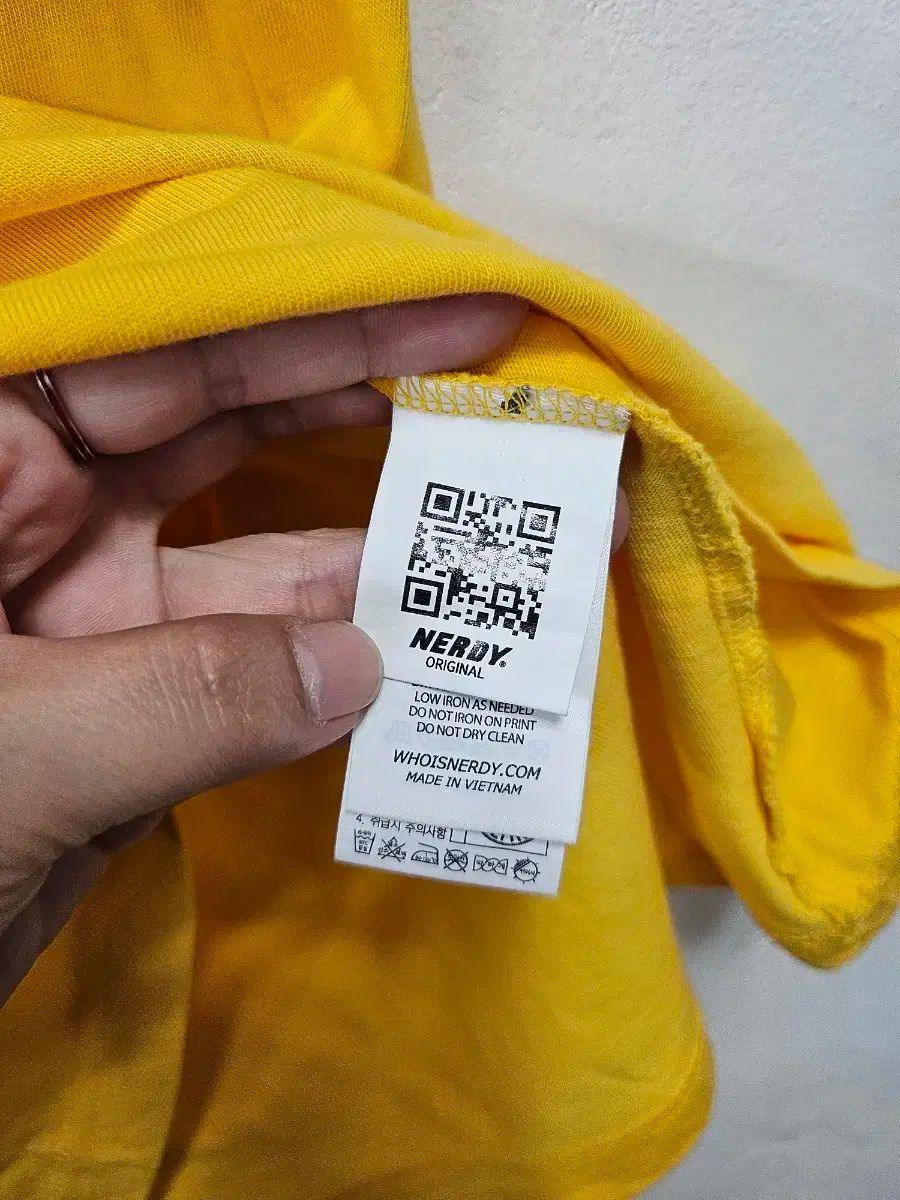 NERDY®
ORIGINAL
LOW IRON AS NEEDED
DO NOT IRON ON PRINT
DO NOT DRY CLEAN
WHOISNERDY.COM
MADE IN VIETNAM
4. 취급시 주의사항